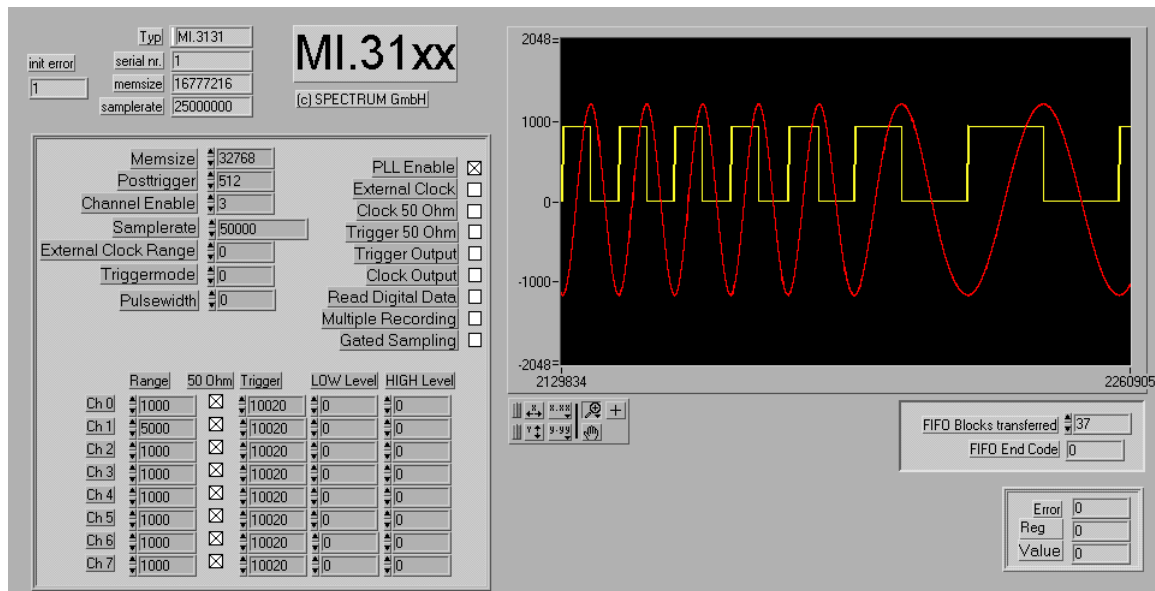 Typ MI.3131
init error serial nr. 1
1 memsize 16777216
samplerate 25000000
MI.31xx
(c) SPECTRUM GmbH
Memsize 32768
Posttrigger 512
Channel Enable 3
Samplerate 50000
External Clock Range 0
Triggermode 0
Pulsewidth 0
PLL Enable
External Clock
Clock 50 Ohm
Trigger 50 Ohm
Trigger Output
Clock Output
Read Digital Data
Multiple Recording
Gated Sampling
Range 50 Ohm Trigger LOW Level HIGH Level
Ch 0 1000 10020 0 0
Ch 1 5000 10020 0 0
Ch 2 1000 10020 0 0
Ch 3 1000 10020 0 0
Ch 4 1000 10020 0 0
Ch 5 1000 10020 0 0
Ch 6 1000 10020 0 0
Ch 7 1000 10020 0 0
2048
1000
0
-1000
-2048
2129834 2260905
X X.XX
Y Y.YY
FIFO Blocks transferred 37
FIFO End Code 0
Error 0
Reg 0
Value 0